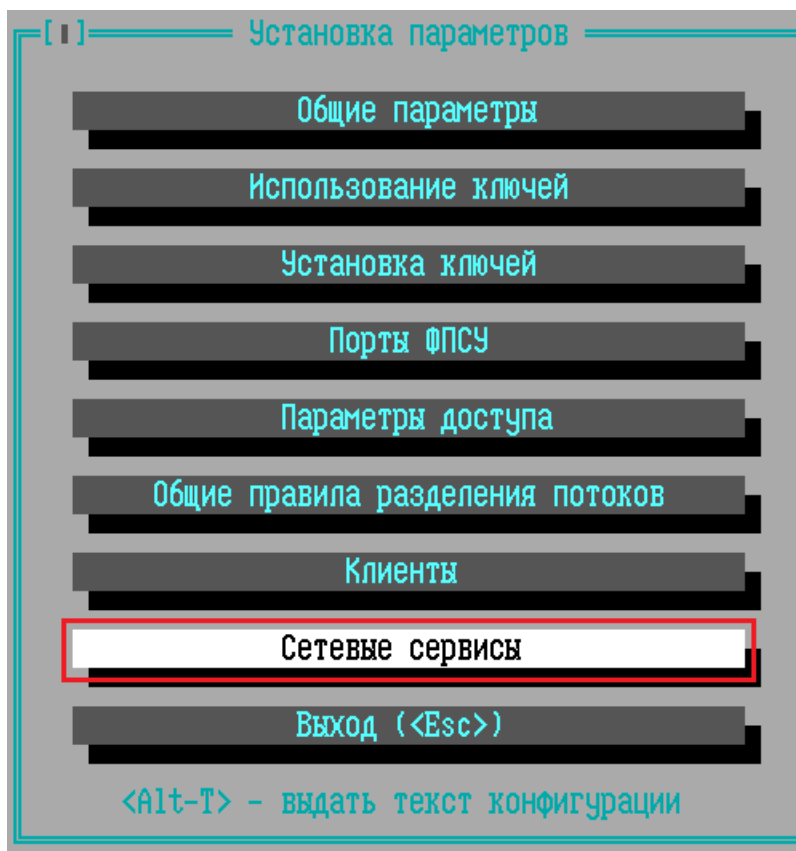 [▮] Установка параметров
Общие параметры
Использование ключей
Установка ключей
Порты ФПСУ
Параметры доступа
Общие правила разделения потоков
Клиенты
Сетевые сервисы
Выход (<Esc>)
<Alt-T> - выдать текст конфигурации